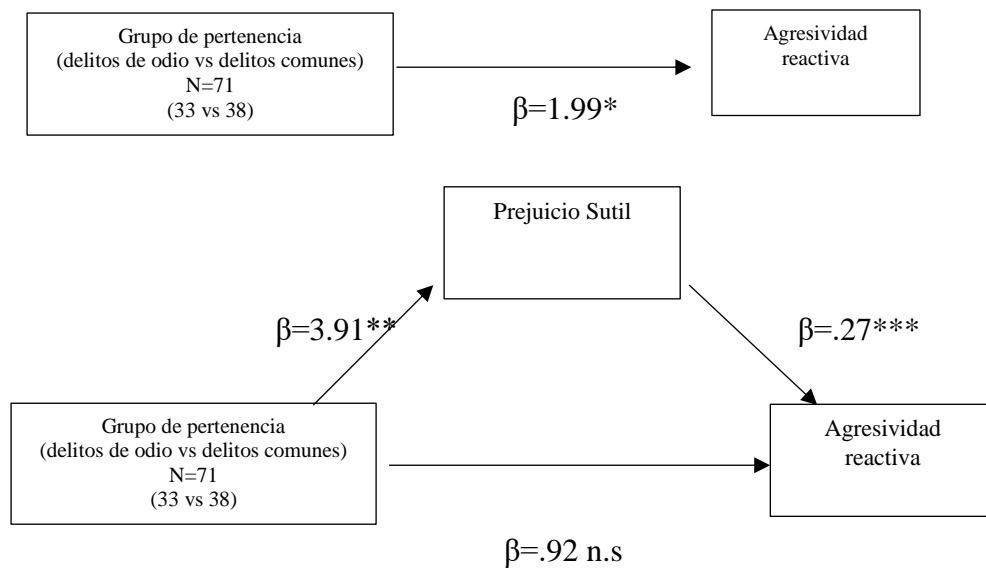 Grupo de pertenencia
(delitos de odio vs delitos comunes)
N=71
(33 vs 38)
Agresividad
reactiva
β=1.99*
Prejuicio Sutil
β=3.91**
β=.27***
Grupo de pertenencia
(delitos de odio vs delitos comunes)
N=71
(33 vs 38)
Agresividad
reactiva
β=.92 n.s